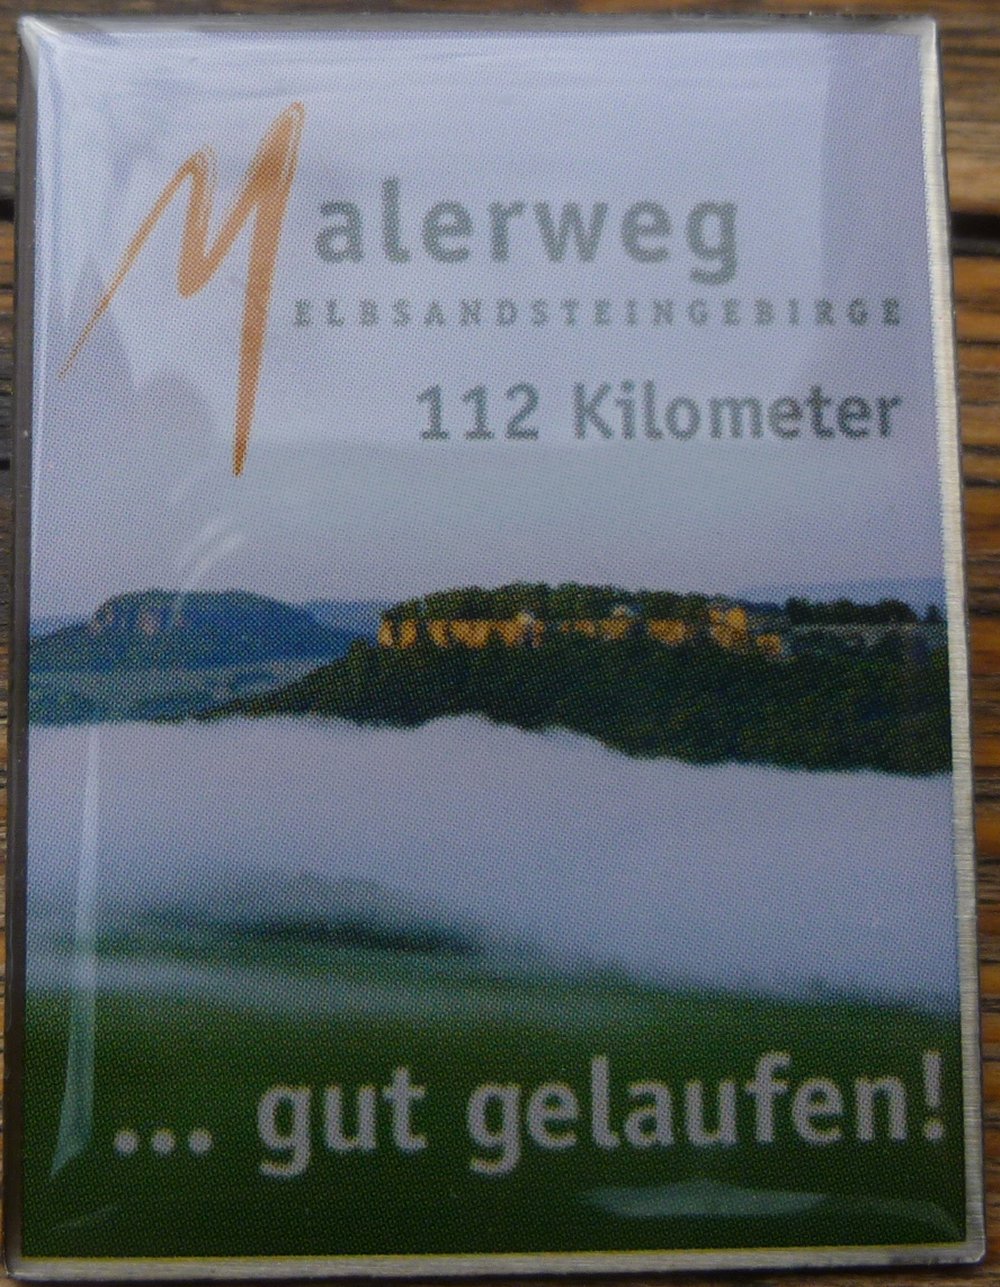 Malerweg
ELBSANDSTEINGEBIRGE
112 Kilometer
... gut gelaufen!